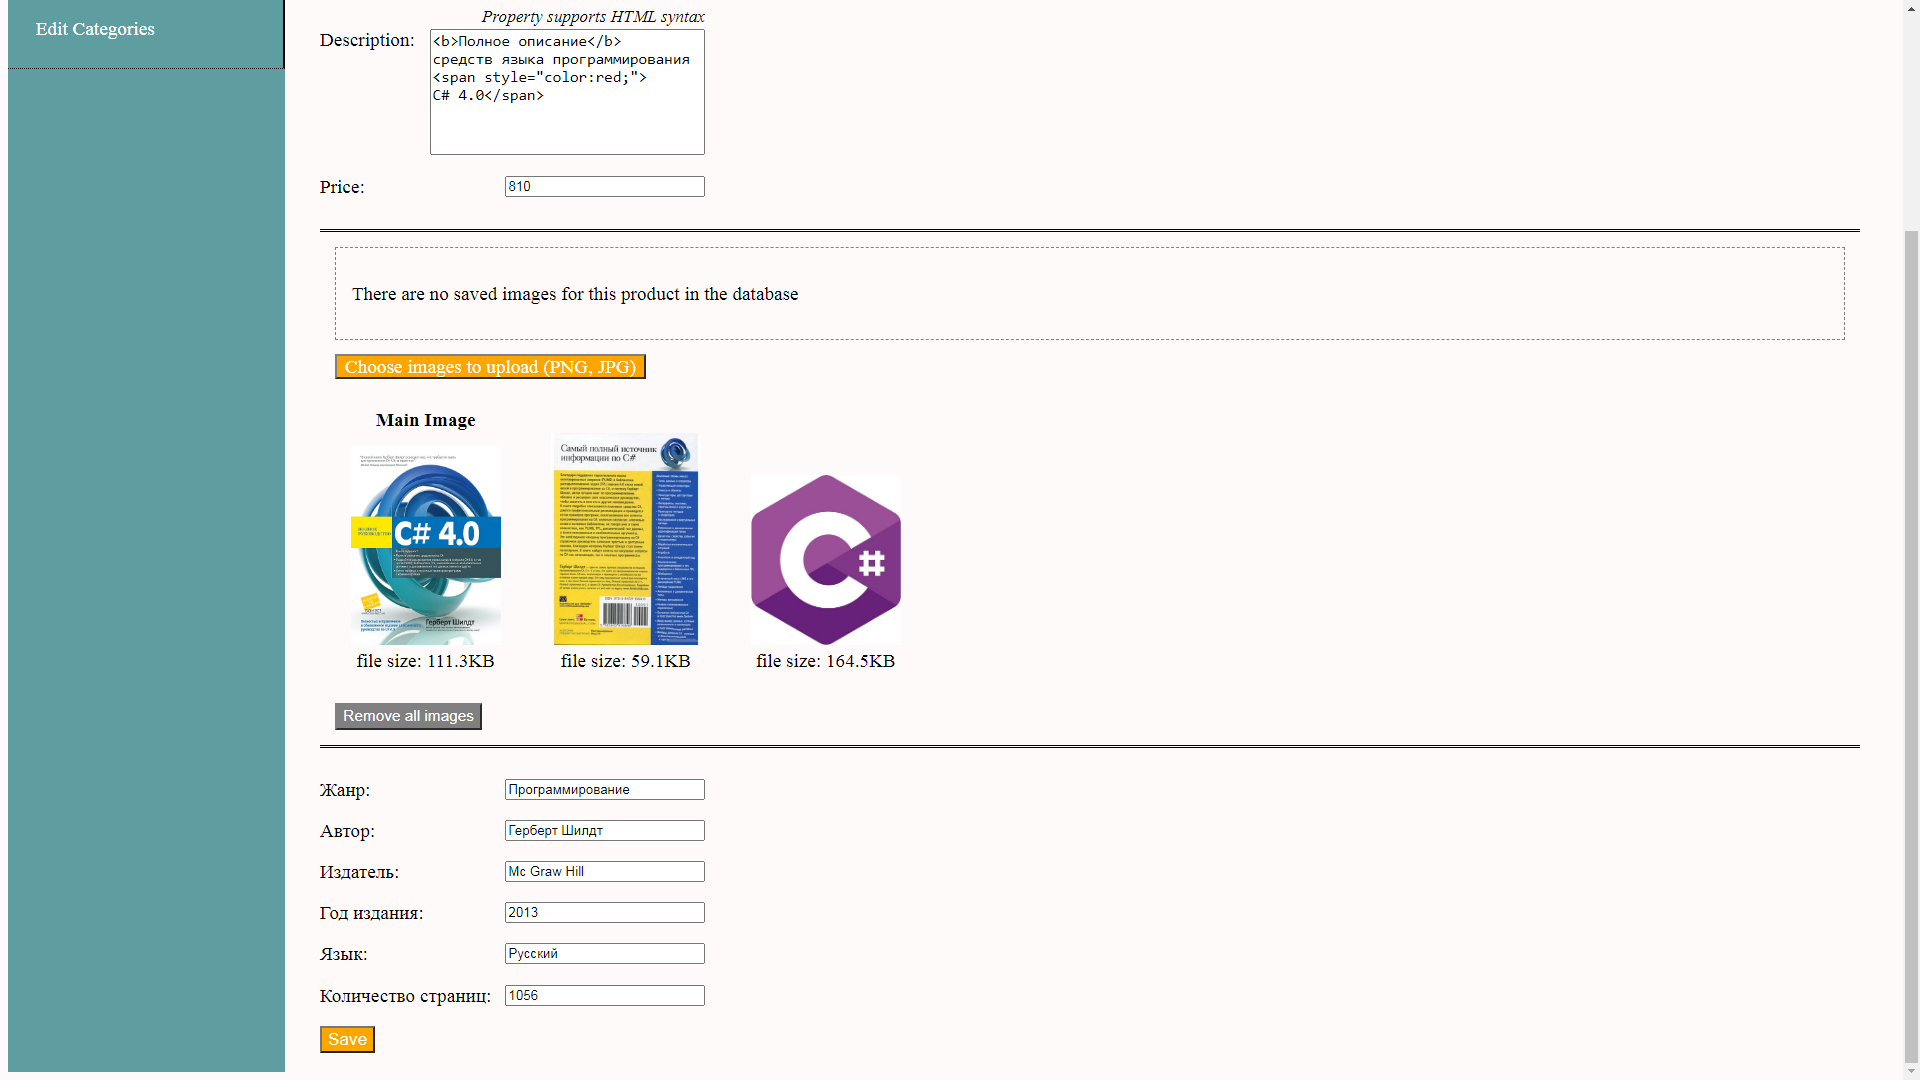 Edit Categories
Property supports HTML syntax
Description:
<b>Полное описание</b>
средств языка программирования
<span style="color:red;">
C# 4.0</span>
Price:
810
There are no saved images for this product in the database
Choose images to upload (PNG, JPG)
Main Image
C# 4.0
Герберт Шилдт
Самый полный источник
информации по C#
file size: 111.3KB
file size: 59.1KB
file size: 164.5KB
Remove all images
Жанр:
Программирование
Автор:
Герберт Шилдт
Издатель:
Mc Graw Hill
Год издания:
2013
Язык:
Русский
Количество страниц:
1056
Save